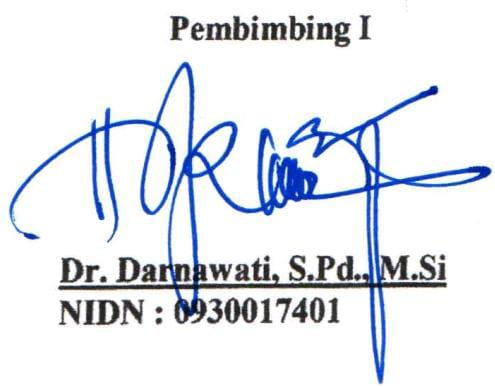 Pembimbing I
Dr. Darnawati, S.Pd., M.Si
NIDN : 0930017401